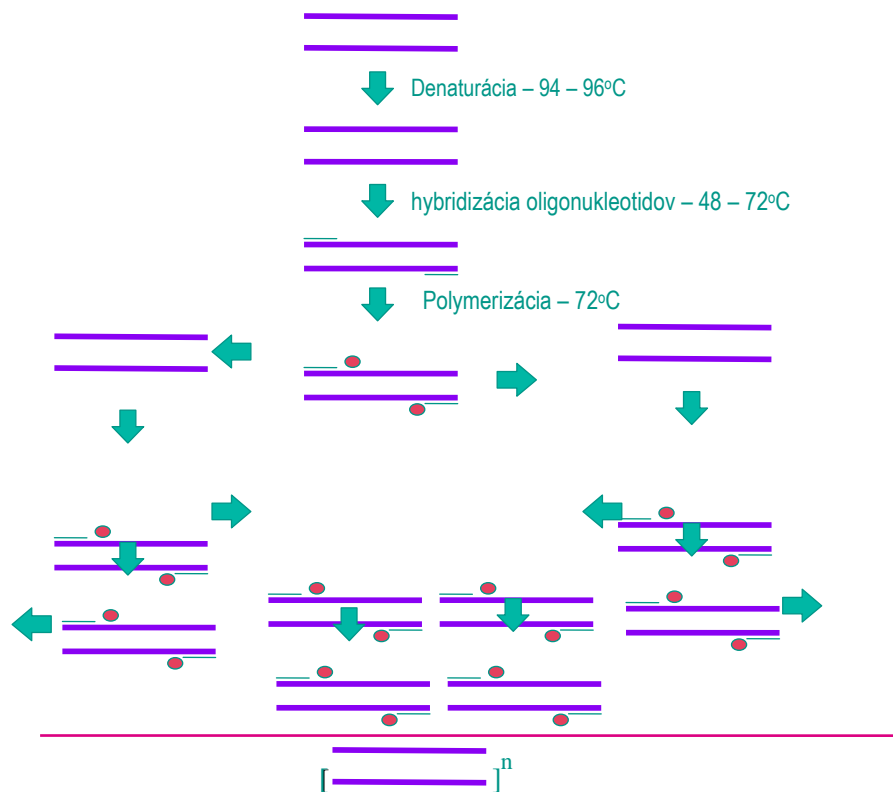 Denaturácia – 94 – 96°C
hybridizácia oligonukleotidov – 48 – 72°C
Polymerizácia – 72°C
[ ]n